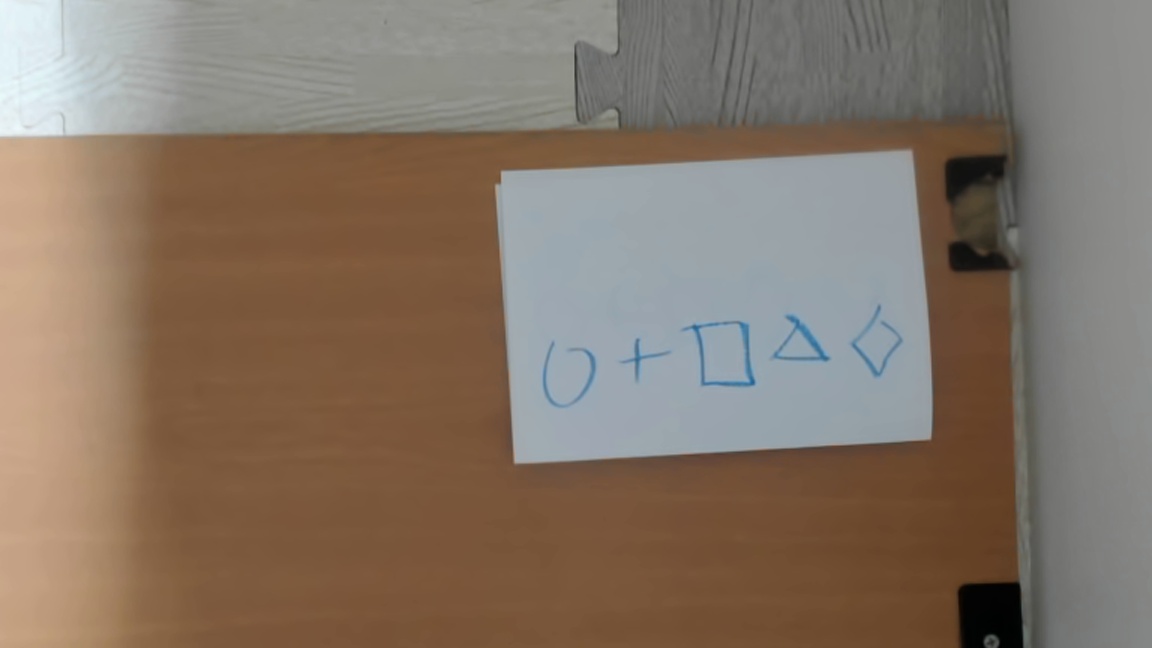 ○ + □ △ ◇